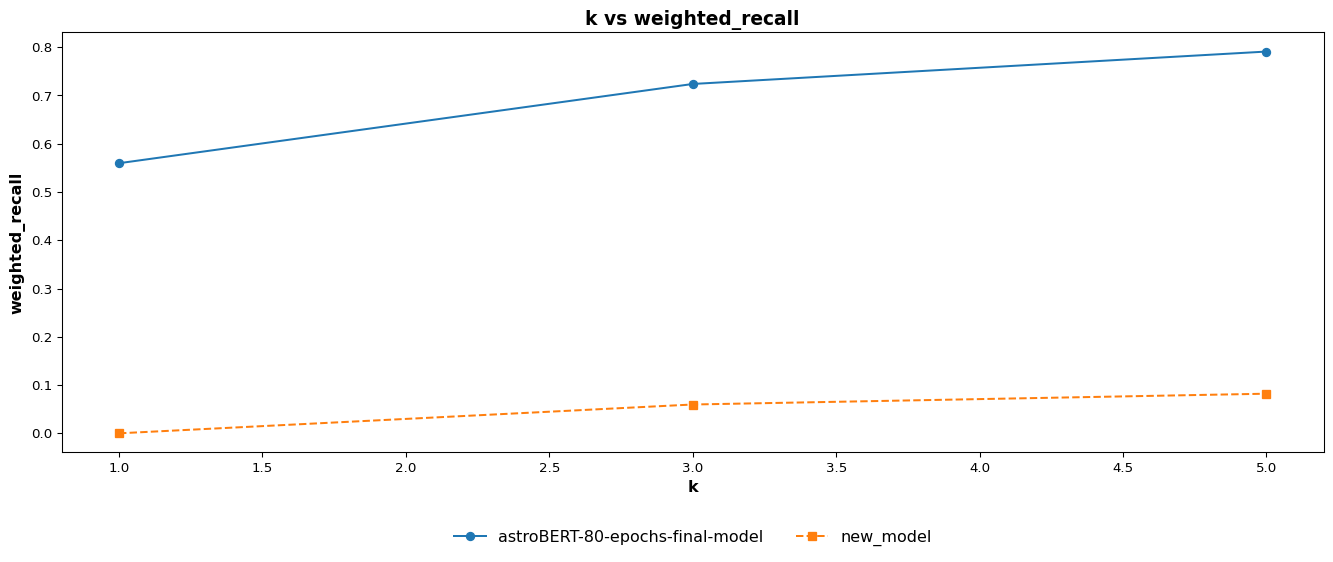 k vs weighted_recall
weighted_recall
0.8
0.7
0.6
0.5
0.4
0.3
0.2
0.1
0.0
1.0 1.5 2.0 2.5 3.0 3.5 4.0 4.5 5.0
k
astroBERT-80-epochs-final-model new_model